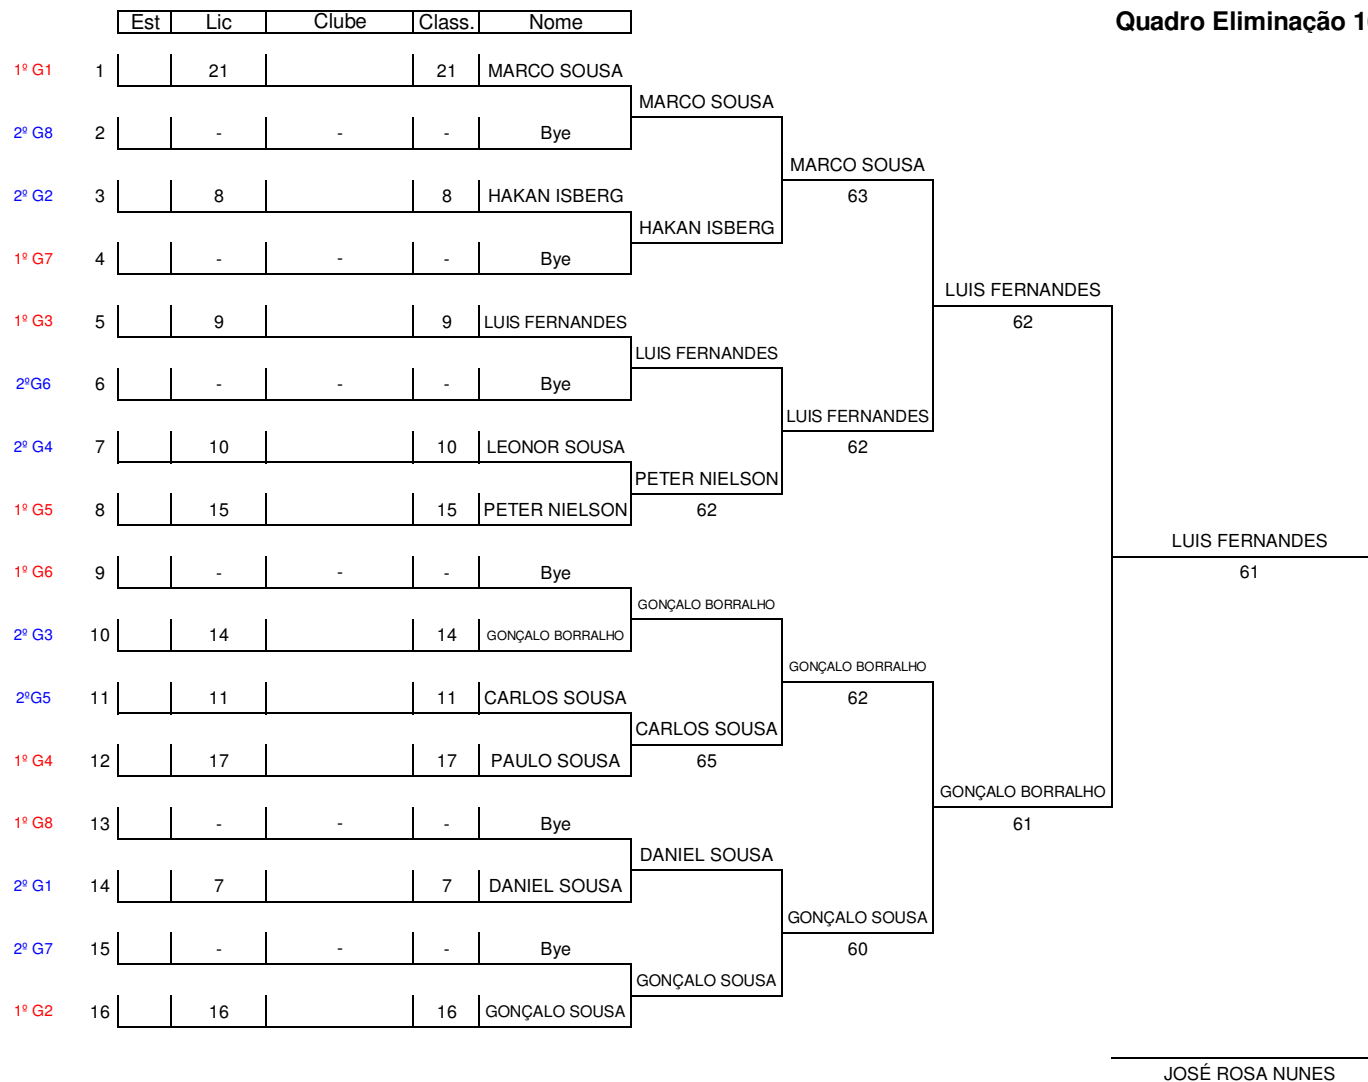 Est Lic Clube Class. Nome
Quadro Eliminação 1
1º G1 1 21 21 MARCO SOUSA
MARCO SOUSA
2º G8 2 - - - Bye
MARCO SOUSA
2º G2 3 8 8 HAKAN ISBERG 63
HAKAN ISBERG
1º G7 4 - - - Bye
LUIS FERNANDES
1º G3 5 9 9 LUIS FERNANDES 62
LUIS FERNANDES
2ºG6 6 - - - Bye
LUIS FERNANDES
2º G4 7 10 10 LEONOR SOUSA 62
PETER NIELSON
1º G5 8 15 15 PETER NIELSON 62
LUIS FERNANDES
1º G6 9 - - - Bye 61
GONÇALO BORRALHO
2º G3 10 14 14 GONÇALO BORRALHO
GONÇALO BORRALHO
2ºG5 11 11 11 CARLOS SOUSA 62
CARLOS SOUSA
1º G4 12 17 17 PAULO SOUSA 65
GONÇALO BORRALHO
1º G8 13 - - - Bye 61
DANIEL SOUSA
2º G1 14 7 7 DANIEL SOUSA
GONÇALO SOUSA
2º G7 15 - - - Bye 60
GONÇALO SOUSA
1º G2 16 16 16 GONÇALO SOUSA
JOSÉ ROSA NUNES